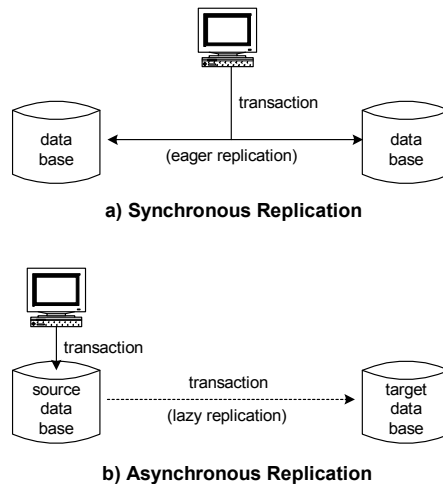 transaction
data
base
(eager replication)
data
base
a) Synchronous Replication
transaction
source
data
base
transaction
(lazy replication)
target
data
base
b) Asynchronous Replication